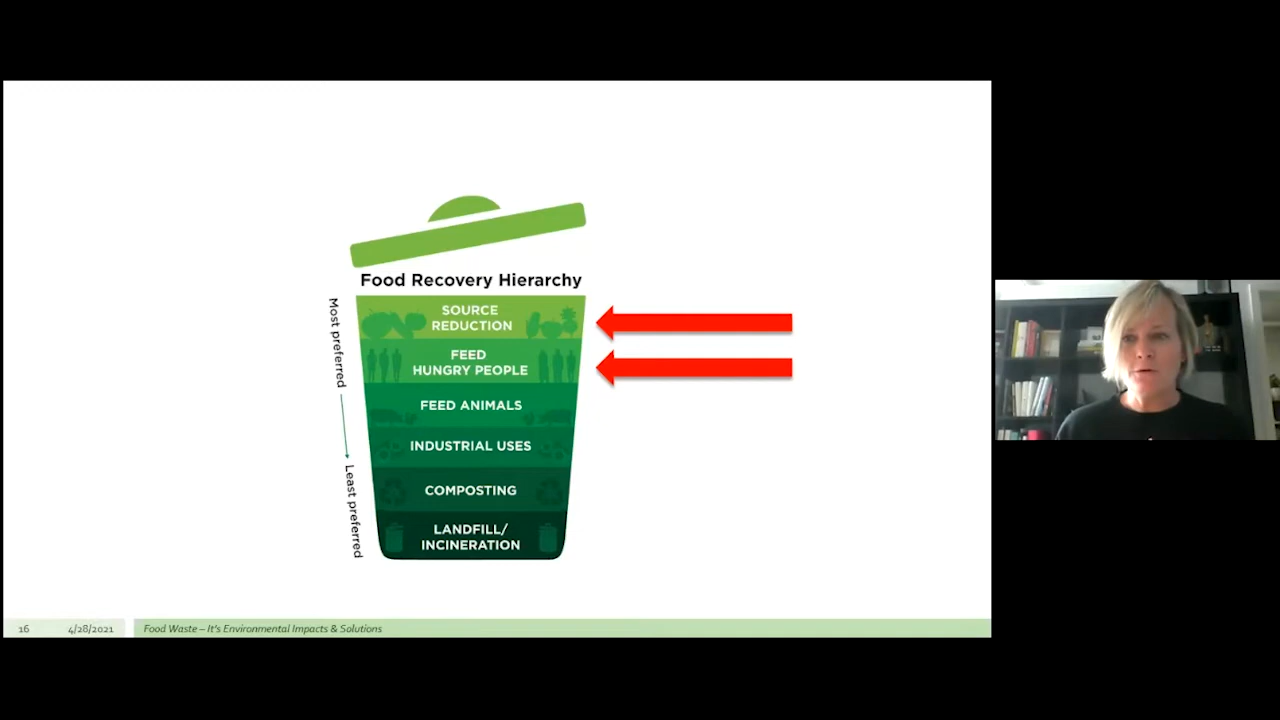 Food Recovery Hierarchy
Most preferred
Least preferred
SOURCE
REDUCTION
FEED
HUNGRY PEOPLE
FEED ANIMALS
INDUSTRIAL USES
COMPOSTING
LANDFILL/
INCINERATION
16
4/28/2021
Food Waste – It's Environmental Impacts & Solutions